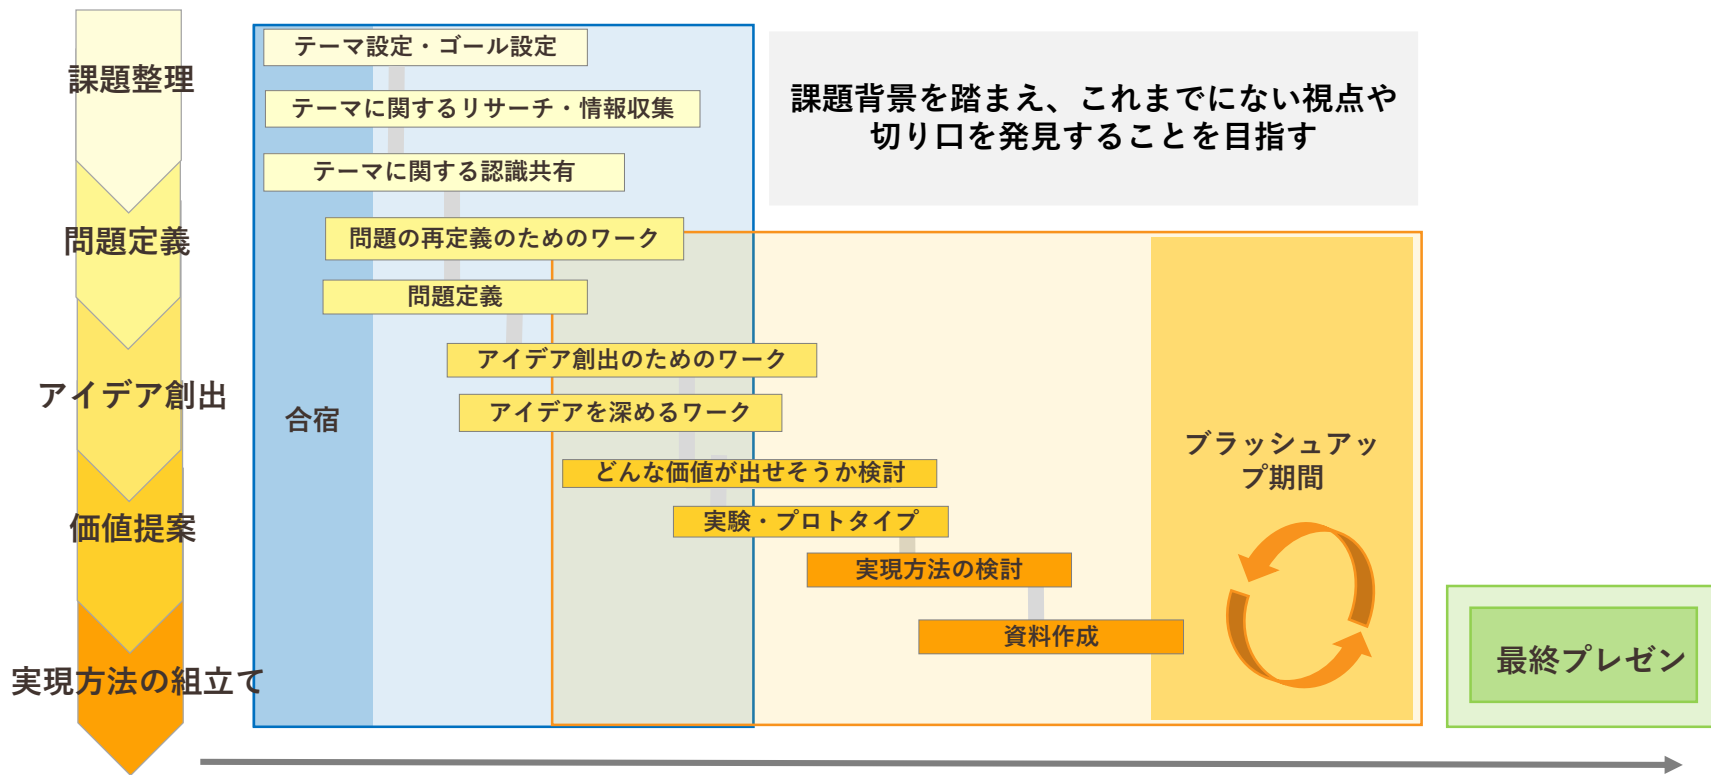 課題整理
問題定義
アイデア創出
価値提案
実現方法の組立て
テーマ設定・ゴール設定
テーマに関するリサーチ・情報収集
テーマに関する認識共有
問題の再定義のためのワーク
問題定義
アイデア創出のためのワーク
アイデアを深めるワーク
どんな価値が出せそうか検討
実験・プロトタイプ
実現方法の検討
資料作成
合宿
課題背景を踏まえ、これまでにない視点や
切り口を発見することを目指す
ブラッシュアッ
プ期間
最終プレゼン